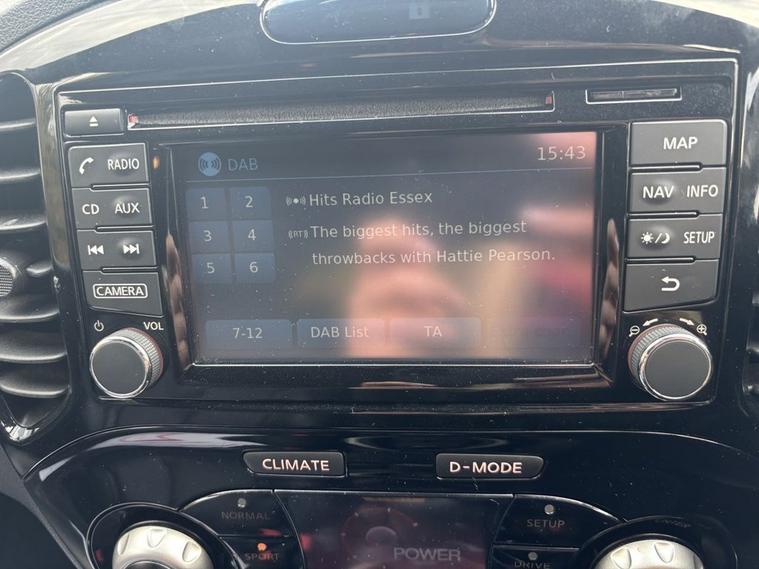 DAB
15:43
RADIO
CD AUX
CAMERA
VOL
1 2
3 4
5 6
Hits Radio Essex
RT The biggest hits, the biggest
throwbacks with Hattie Pearson.
7-12 DAB List TA
MAP
NAV INFO
SETUP
CLIMATE D-MODE
NORMAL
SPORT
POWER
SETUP
DRIVE